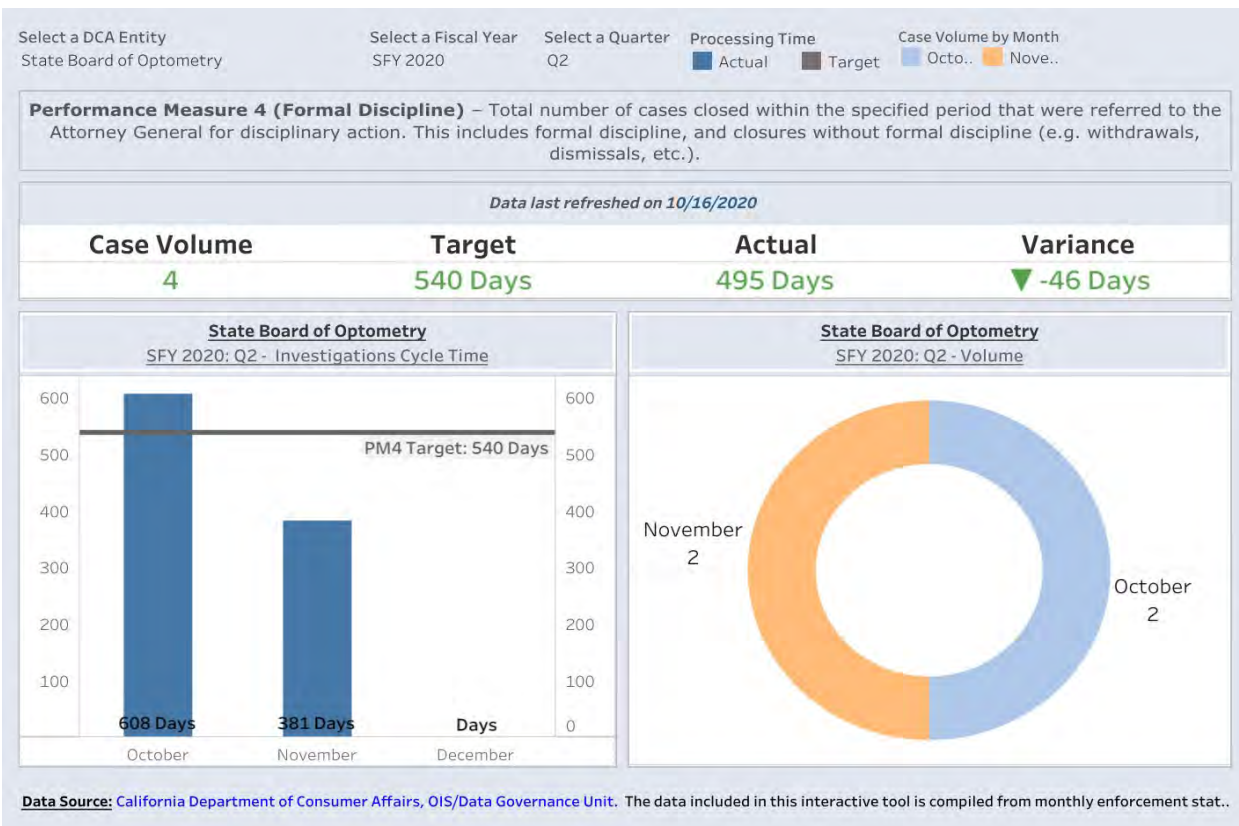 Select a DCA Entity
State Board of Optometry
Select a Fiscal Year
SFY 2020
Select a Quarter
Q2
Processing Time
Actual
Target
Case Volume by Month
Octo..
Nove..
Performance Measure 4 (Formal Discipline) – Total number of cases closed within the specified period that were referred to the
Attorney General for disciplinary action. This includes formal discipline, and closures without formal discipline (e.g. withdrawals,
dismissals, etc.).
Data last refreshed on 10/16/2020
Case Volume Target Actual Variance
4 540 Days 495 Days ▼ -46 Days
State Board of Optometry
SFY 2020: Q2 - Investigations Cycle Time
600 600
PM4 Target: 540 Days
500 500
400 400
300 300
200 200
100 100
608 Days 381 Days Days 0
October November December
State Board of Optometry
SFY 2020: Q2 - Volume
November
2
October
2
Data Source: California Department of Consumer Affairs, OIS/Data Governance Unit. The data included in this interactive tool is compiled from monthly enforcement stat..